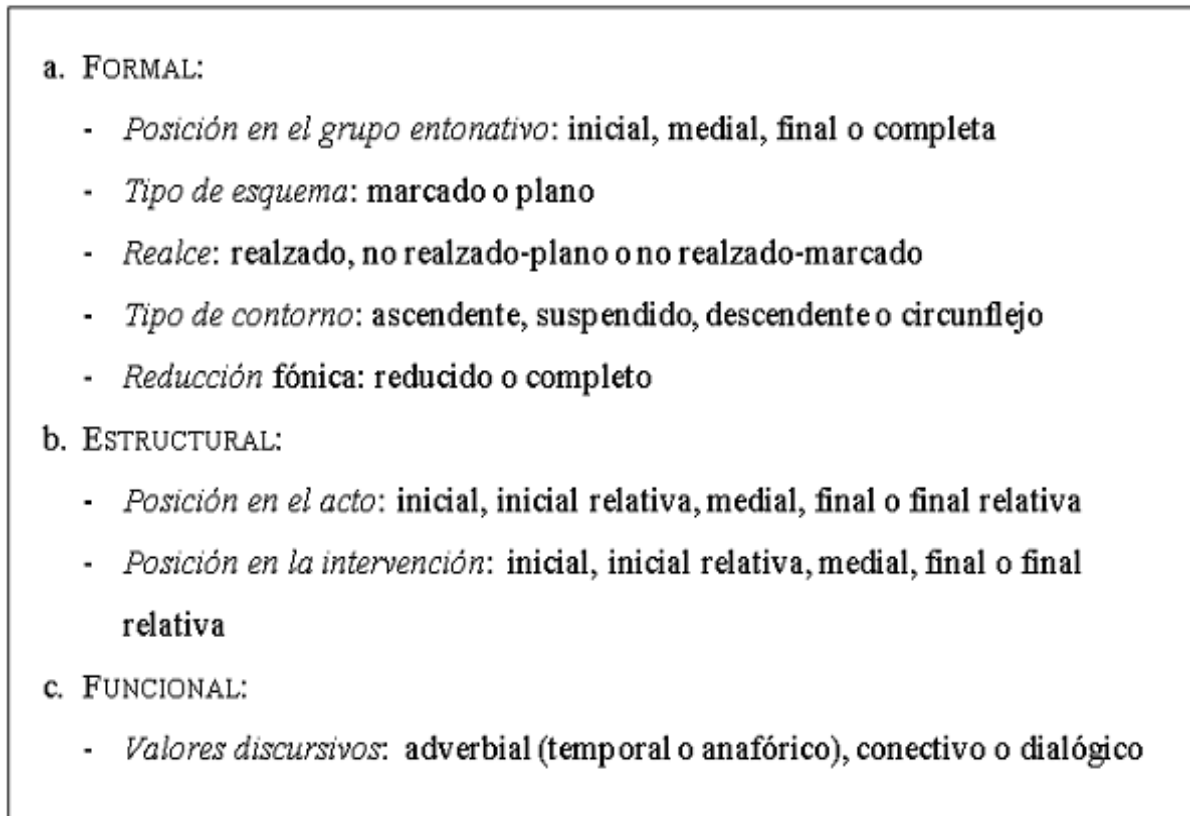 a. FORMAL:
- Posición en el grupo entonativo: inicial, medial, final o completa
- Tipo de esquema: marcado o plano
- Realce: realzado, no realzado-plano o no realzado-marcado
- Tipo de contorno: ascendente, suspendido, descendente o circunflejo
- Reducción fónica: reducido o completo
b. ESTRUCTURAL:
- Posición en el acto: inicial, inicial relativa, medial, final o final relativa
- Posición en la intervención: inicial, inicial relativa, medial, final o final
relativa
c. FUNCIONAL:
- Valores discursivos: adverbial (temporal o anafórico), conectivo o dialógico